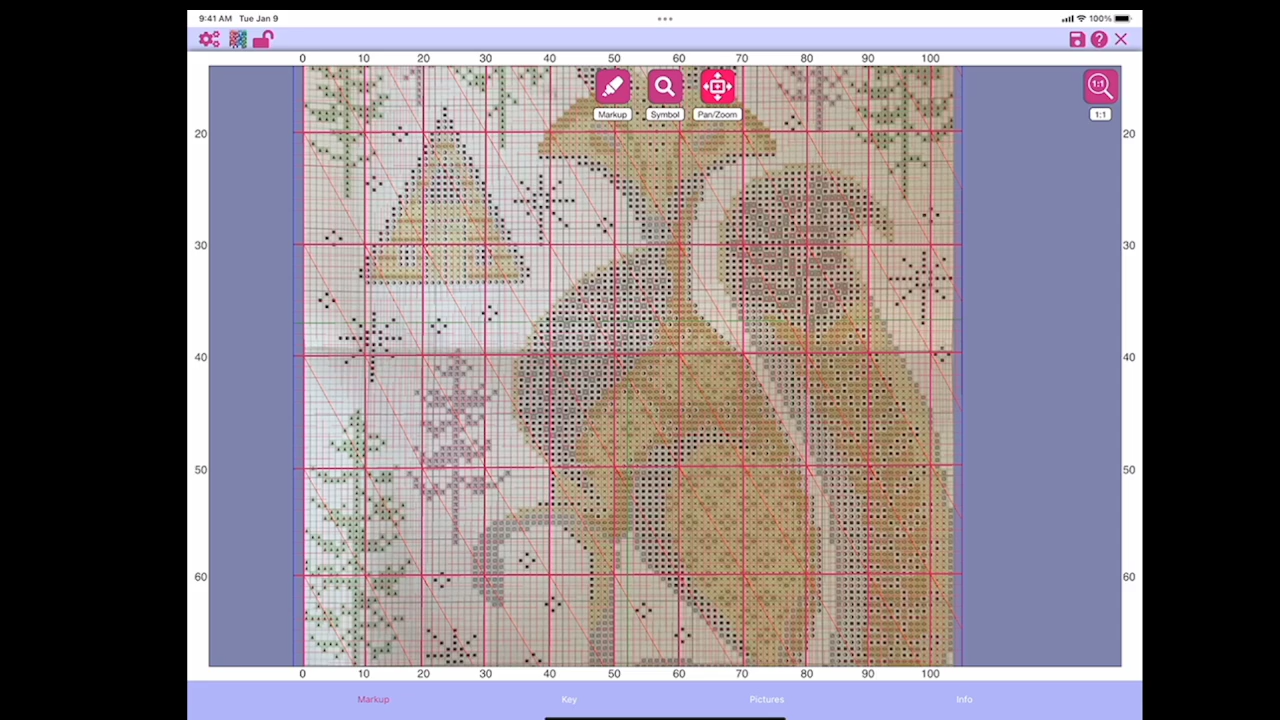 9:41 AM Tue Jan 9
100%
0 10 20 30 40 50 60 70 80 90 100
Markup Symbol Pan/Zoom
1:1
1:1
20 20
30 30
40 40
50 50
60 60
0 10 20 30 40 50 60 70 80 90 100
Markup Key Pictures Info